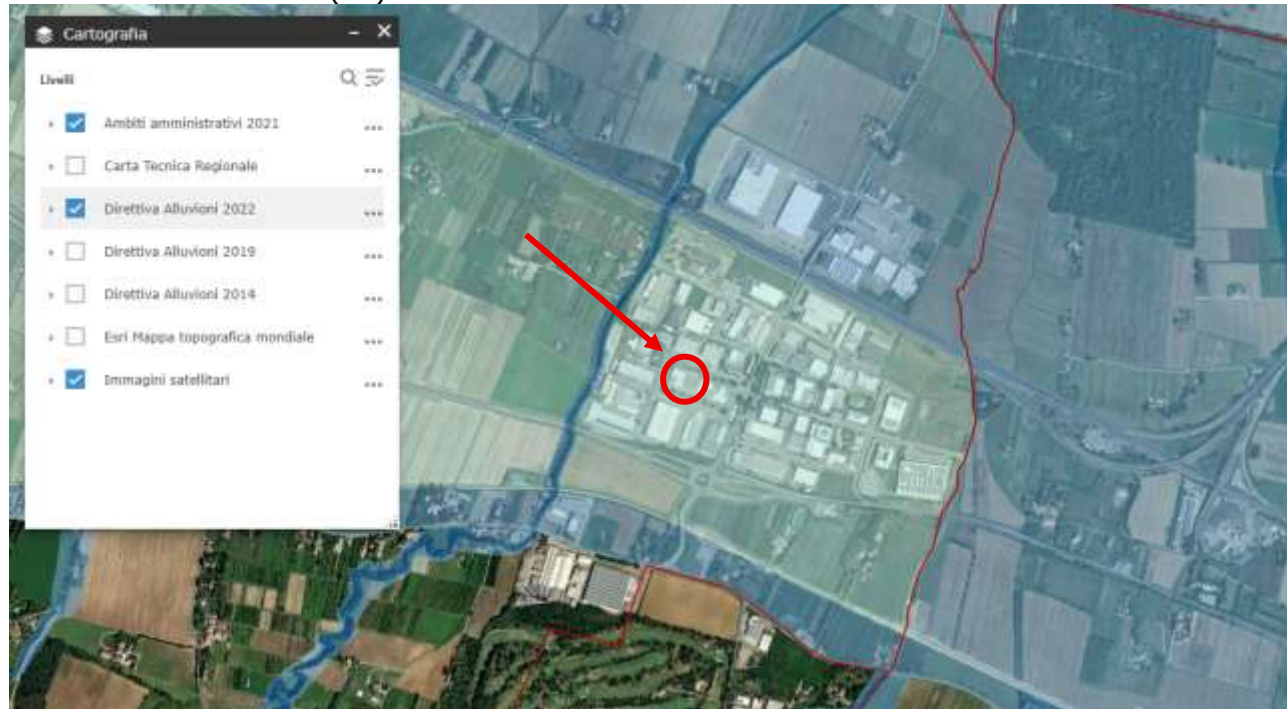 Cartografia
Livelli
Ambiti amministrativi 2021
Carta Tecnica Regionale
Direttiva Alluvioni 2022
Direttiva Alluvioni 2019
Direttiva Alluvioni 2014
Esri Mappa topografica mondiale
Immagini satellitari